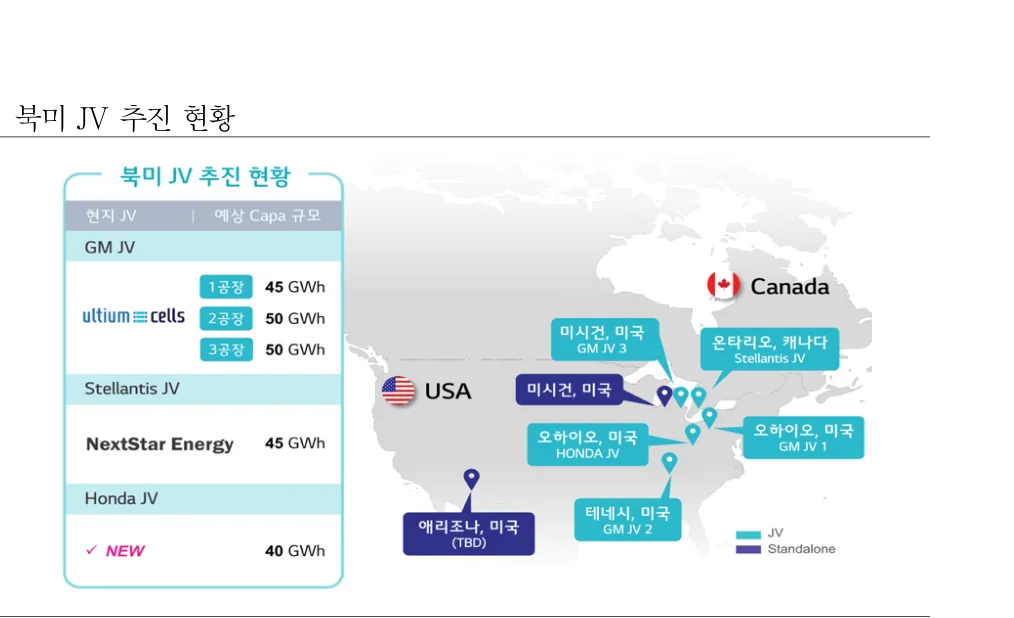 북미 JV 추진 현황
북미 JV 추진 현황
현지 JV | 예상 Capa 규모
GM JV
ultium cells
1공장 45 GWh
2공장 50 GWh
3공장 50 GWh
Stellantis JV
NextStar Energy 45 GWh
Honda JV
✓ NEW 40 GWh
Canada
USA
미시건, 미국
GM JV 3
온타리오, 캐나다
Stellantis JV
미시건, 미국
오하이오, 미국
HONDA JV
오하이오, 미국
GM JV 1
애리조나, 미국
(TBD)
테네시, 미국
GM JV 2
JV
Standalone